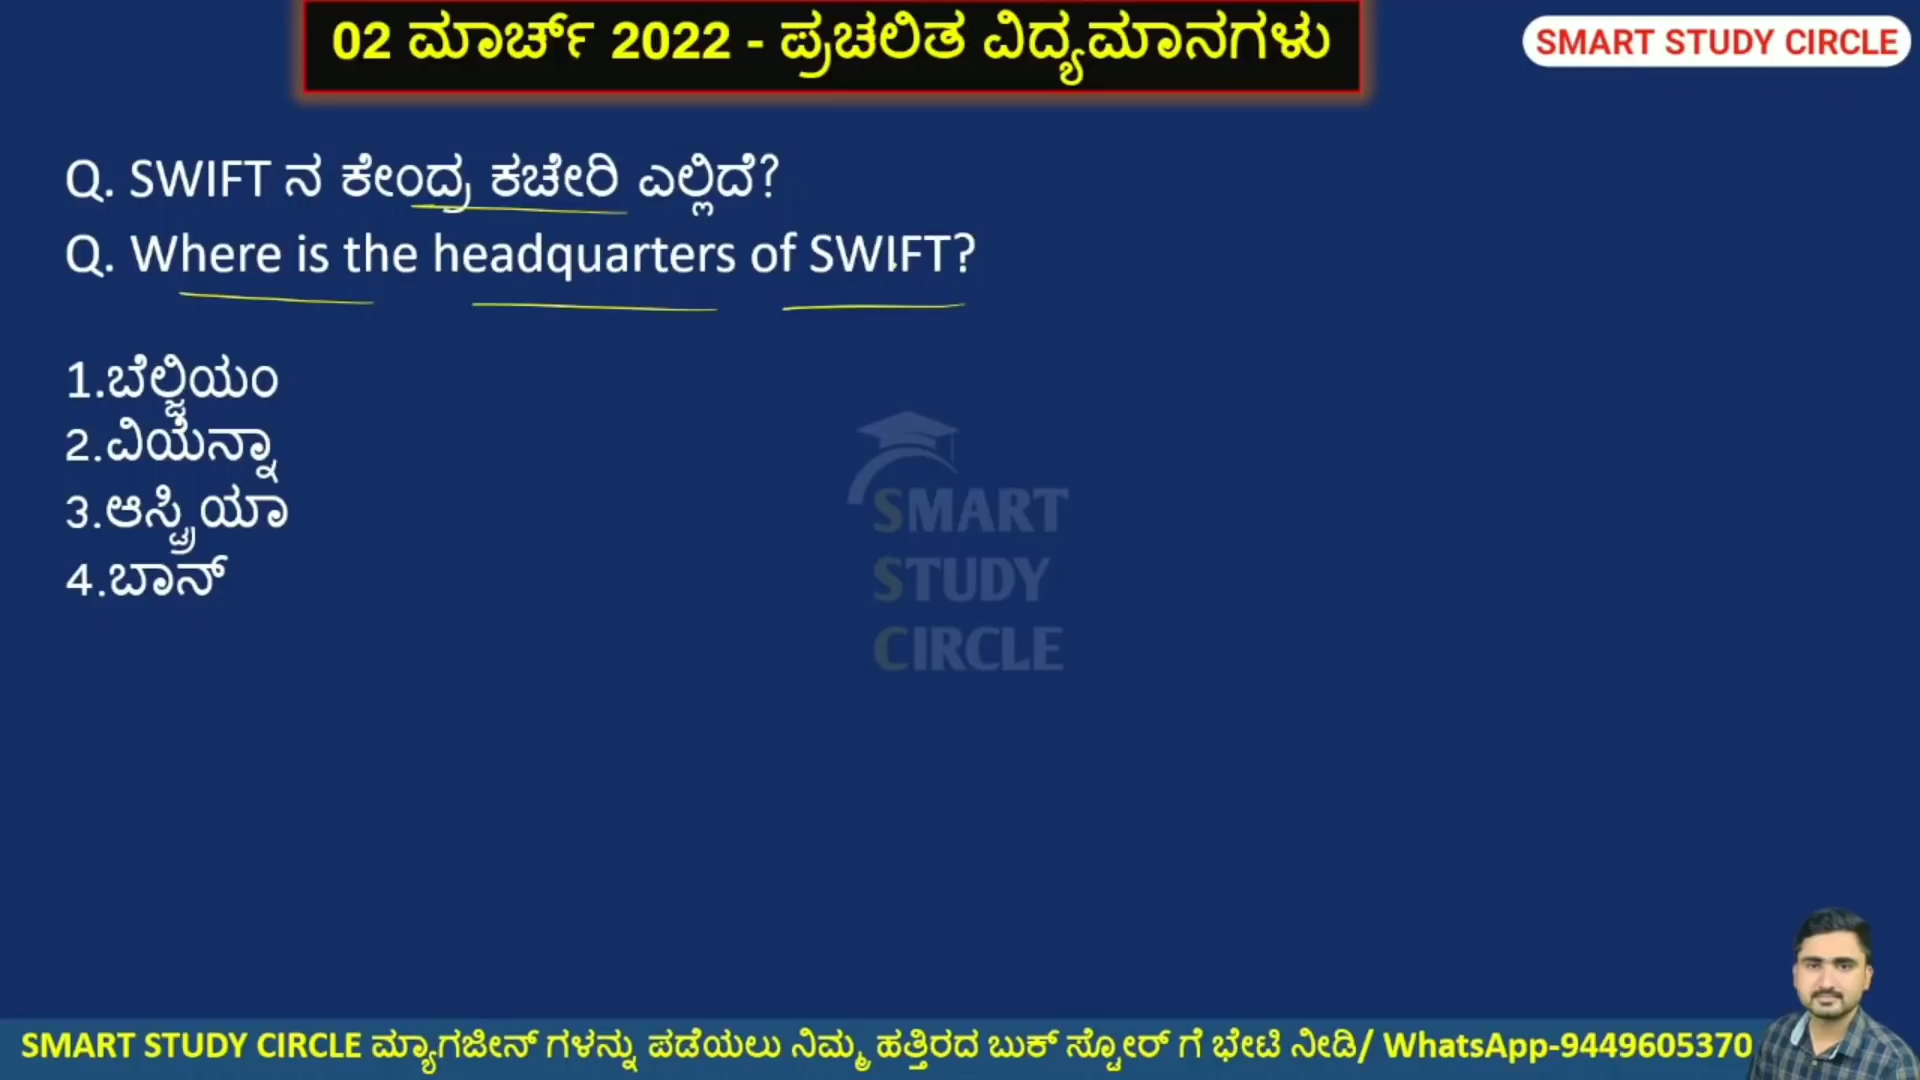 02 ಮಾರ್ಚ್ 2022 - ಪ್ರಚಲಿತ ವಿದ್ಯಮಾನಗಳು
SMART STUDY CIRCLE
Q. SWIFT ನ ಕೇಂದ್ರ ಕಚೇರಿ ಎಲ್ಲಿದೆ?
Q. Where is the headquarters of SWIFT?
1.ಬೆಲ್ಜಿಯಂ
2.ವಿಯೆನ್ನಾ
3.ಆಸ್ಟ್ರಿಯಾ
4.ಬಾನ್
SMART
STUDY
CIRCLE
SMART STUDY CIRCLE ಮ್ಯಾಗಜೀನ್ ಗಳನ್ನು ಪಡೆಯಲು ನಿಮ್ಮ ಹತ್ತಿರದ ಬುಕ್ ಸ್ಟೋರ್ ಗೆ ಭೇಟಿ ನೀಡಿ/ WhatsApp-9449605370